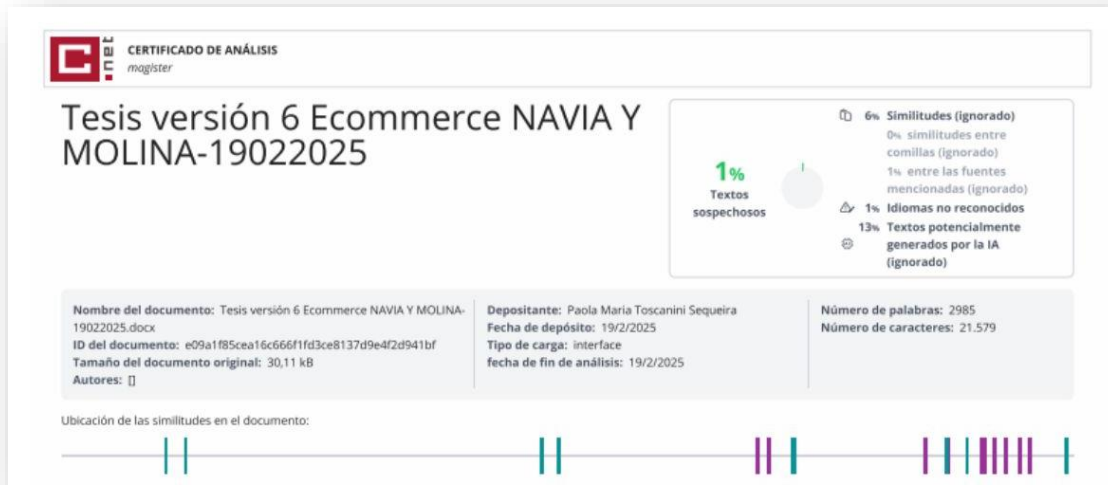 C.net
CERTIFICADO DE ANÁLISIS
magister
Tesis versión 6 Ecommerce NAVIA Y
MOLINA-19022025
1%
Textos
sospechosos
6% Similitudes (ignorado)
0% similitudes entre
comillas (ignorado)
1% entre las fuentes
mencionadas (ignorado)
1% Idiomas no reconocidos
13% Textos potencialmente
generados por la IA
(ignorado)
Nombre del documento: Tesis versión 6 Ecommerce NAVIA Y MOLINA-
19022025.docx
ID del documento: e09a1f85cea16c666f1fd3ce8137d9e4f2d941bf
Tamaño del documento original: 30,11 kB
Autores: []
Depositante: Paola Maria Toscanini Sequeira
Fecha de depósito: 19/2/2025
Tipo de carga: interface
fecha de fin de análisis: 19/2/2025
Número de palabras: 2985
Número de caracteres: 21.579
Ubicación de las similitudes en el documento: